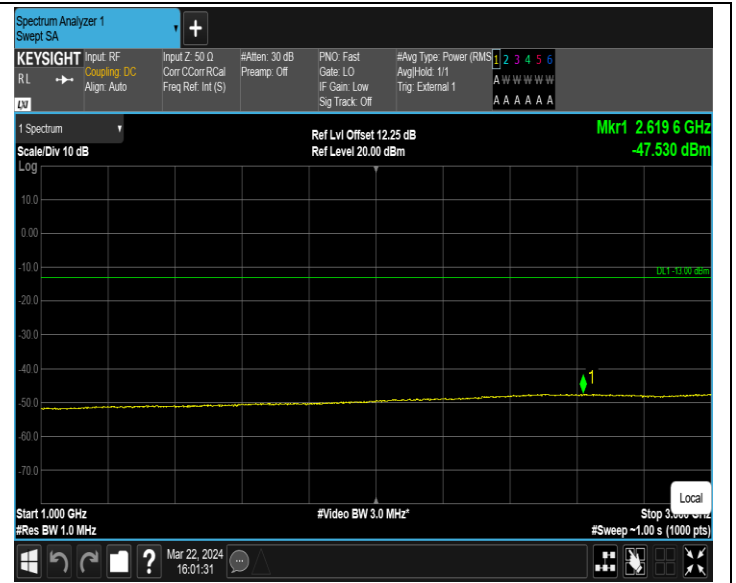 Spectrum Analyzer 1
Swept SA
+
KEYSIGHT
RL
LXI
Input: RF
Coupling: DC
Align: Auto
Input Z: 50 Ω
Corr CCorr RCal
Freq Ref: Int (S)
#Atten: 30 dB
Preamp: Off
PNO: Fast
Gate: LO
IF Gain: Low
Sig Track: Off
#Avg Type: Power (RMS
Avg|Hold: 1/1
Trig: External 1
1 2 3 4 5 6
A W W W W W
A A A A A A
1 Spectrum
Scale/Div 10 dB
Ref Lvl Offset 12.25 dB
Ref Level 20.00 dBm
Mkr1 2.619 6 GHz
-47.530 dBm
Log
10.0
0.00
-10.0
DL1 -13.00 dBm
-20.0
-30.0
-40.0
1
-50.0
-60.0
-70.0
Local
Start 1.000 GHz
#Video BW 3.0 MHz*
Stop 3.000 GHz
#Res BW 1.0 MHz
#Sweep ~1.00 s (1000 pts)
?
Mar 22, 2024
16:01:31